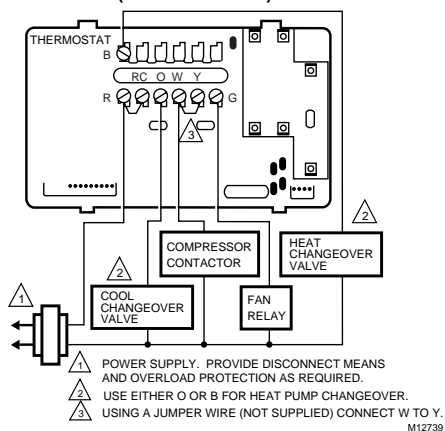 THERMOSTAT
B
RC O W Y
R
G
3
2
COMPRESSOR
CONTACTOR
HEAT
CHANGEOVER
VALVE
2
1
COOL
CHANGEOVER
VALVE
FAN
RELAY
1 POWER SUPPLY. PROVIDE DISCONNECT MEANS
AND OVERLOAD PROTECTION AS REQUIRED.
2 USE EITHER O OR B FOR HEAT PUMP CHANGEOVER.
3 USING A JUMPER WIRE (NOT SUPPLIED) CONNECT W TO Y.
M12739